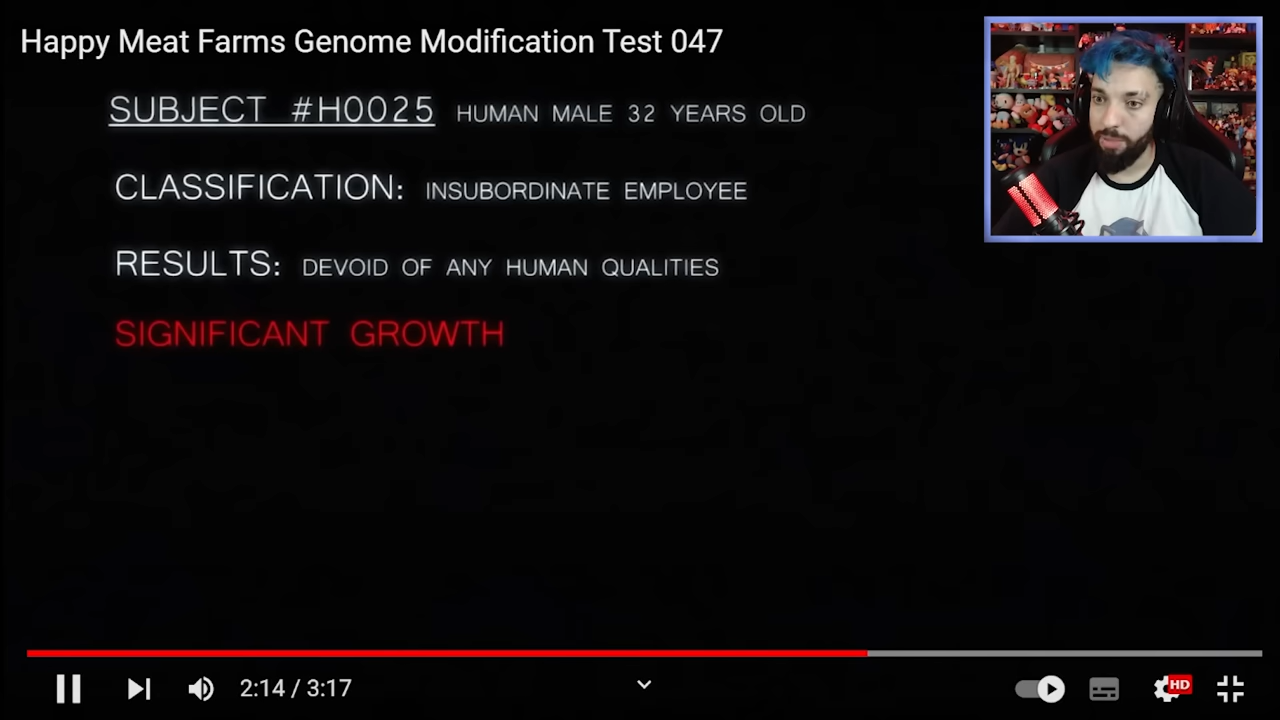 Happy Meat Farms Genome Modification Test 047
SUBJECT #H0025 HUMAN MALE 32 YEARS OLD
CLASSIFICATION: INSUBORDINATE EMPLOYEE
RESULTS: DEVOID OF ANY HUMAN QUALITIES
SIGNIFICANT GROWTH
2:14 / 3:17
HD